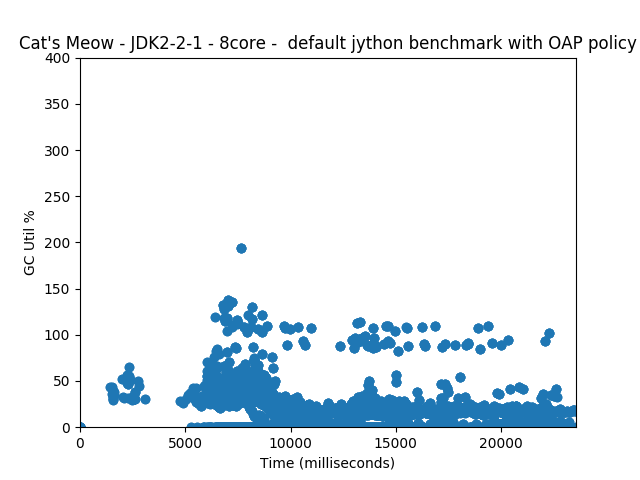 Cat's Meow - JDK2-2-1 - 8core -  default jython benchmark with OAP policy
400
350
300
250
200
150
100
50
0
GC Util %
0 5000 10000 15000 20000
Time (milliseconds)